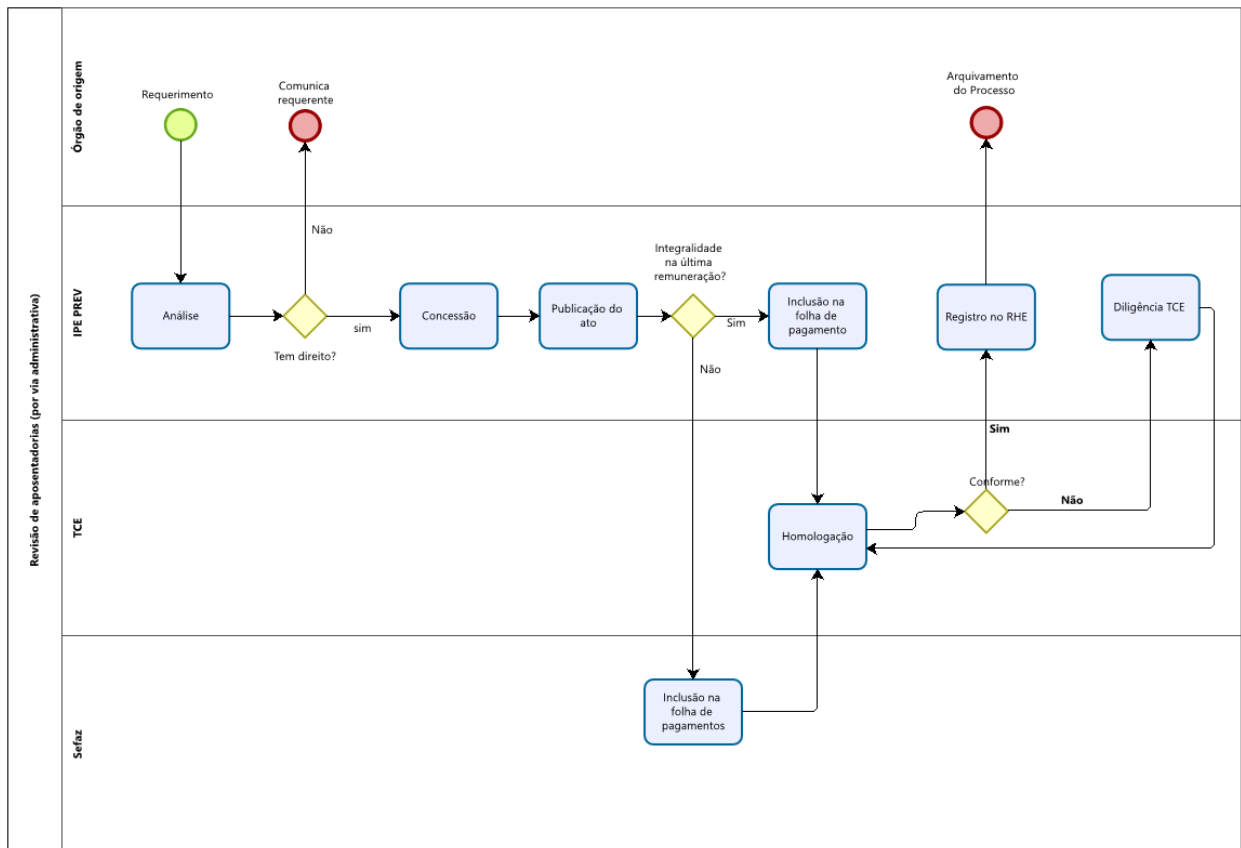 Revisão de aposentadorias (por via administrativa)
Órgão de origem
Requerimento
Comunica
requerente
Arquivamento
do Processo
IPE PREV
Análise
Não
Tem direito?
sim
Concessão
Publicação do
ato
Integralidade
na última
remuneração?
Sim
Não
Inclusão na
folha de
pagamento
Registro no RHE
Diligência TCE
TCE
Sim
Homologação
Conforme?
Não
Sefaz
Inclusão na
folha de
pagamentos